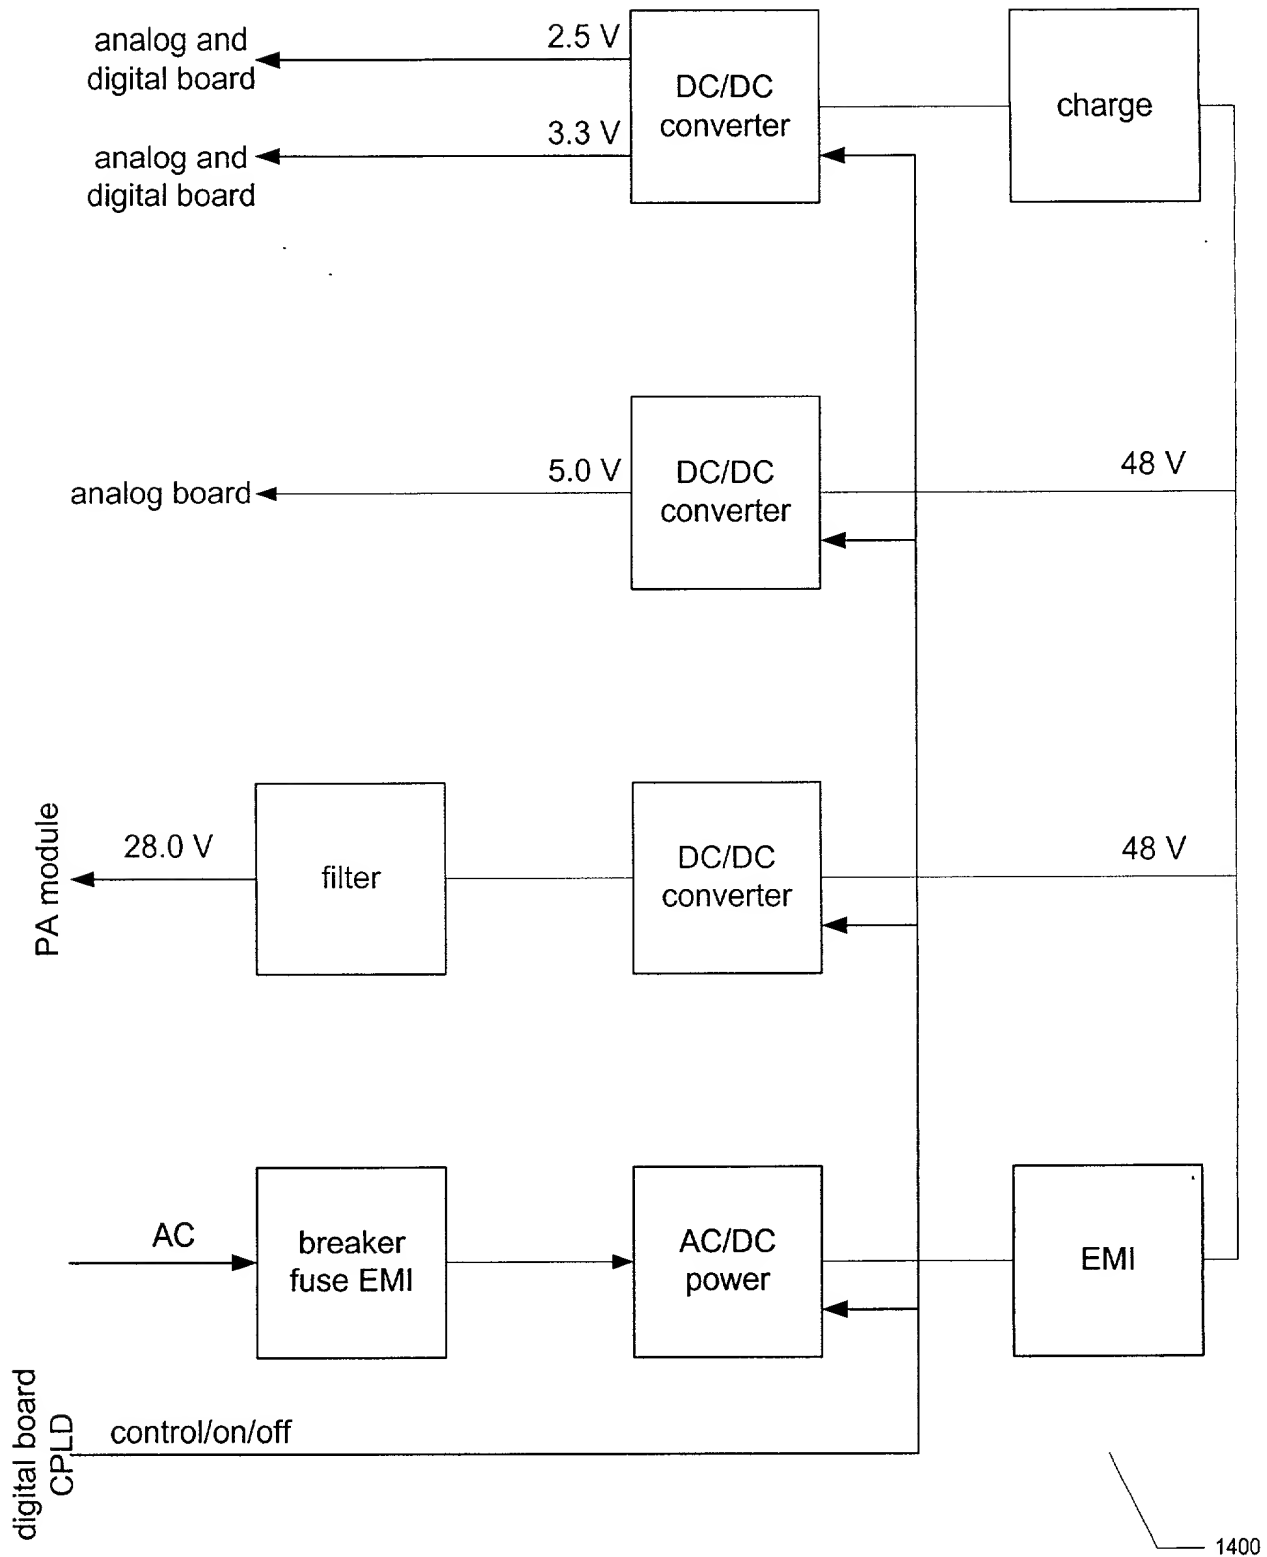 analog and
digital board
2.5 V
DC/DC
converter
charge
3.3 V
analog and
digital board
analog board
5.0 V
DC/DC
converter
48 V
PA module
28.0 V
filter
DC/DC
converter
48 V
AC
breaker
fuse EMI
AC/DC
power
EMI
digital board
CPLD
control/on/off
1400